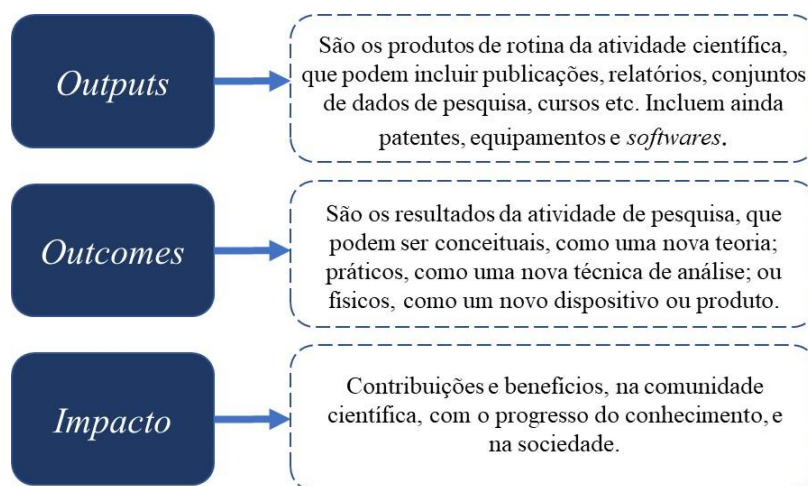 Outputs
São os produtos de rotina da atividade científica,
que podem incluir publicações, relatórios, conjuntos
de dados de pesquisa, cursos etc. Incluem ainda
patentes, equipamentos e softwares.
Outcomes
São os resultados da atividade de pesquisa, que
podem ser conceituais, como uma nova teoria;
práticos, como uma nova técnica de análise; ou
físicos, como um novo dispositivo ou produto.
Impacto
Contribuições e benefícios, na comunidade
científica, com o progresso do conhecimento, e
na sociedade.